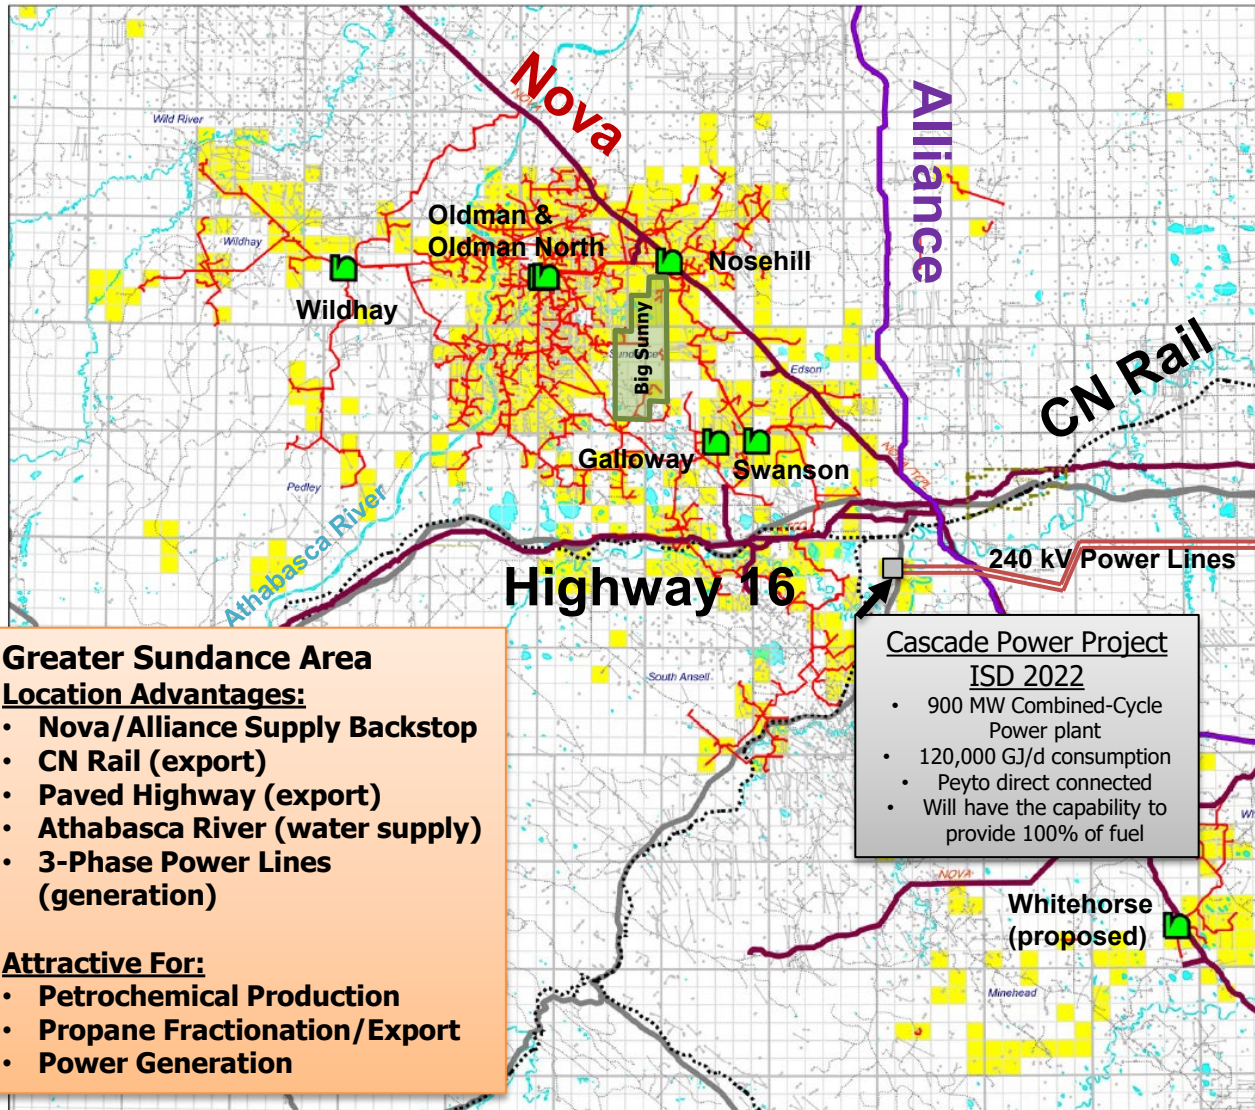 Nova
NOVA
Alliance
Wild River
Wildhay
Oldman &
Oldman North
Nosehill
Wildhay
Big Sunny
Sundance
Edson
CN Rail
Galloway
Swanson
Pedley
Athabasca River
Highway 16
240 kV Power Lines
South Ansell
Greater Sundance Area
Location Advantages:
• Nova/Alliance Supply Backstop
• CN Rail (export)
• Paved Highway (export)
• Athabasca River (water supply)
• 3-Phase Power Lines
(generation)
Attractive For:
• Petrochemical Production
• Propane Fractionation/Export
• Power Generation
Cascade Power Project
ISD 2022
• 900 MW Combined-Cycle
Power plant
• 120,000 GJ/d consumption
• Peyto direct connected
• Will have the capability to
provide 100% of fuel
NOVA
Whitehorse
(proposed)
Minehead